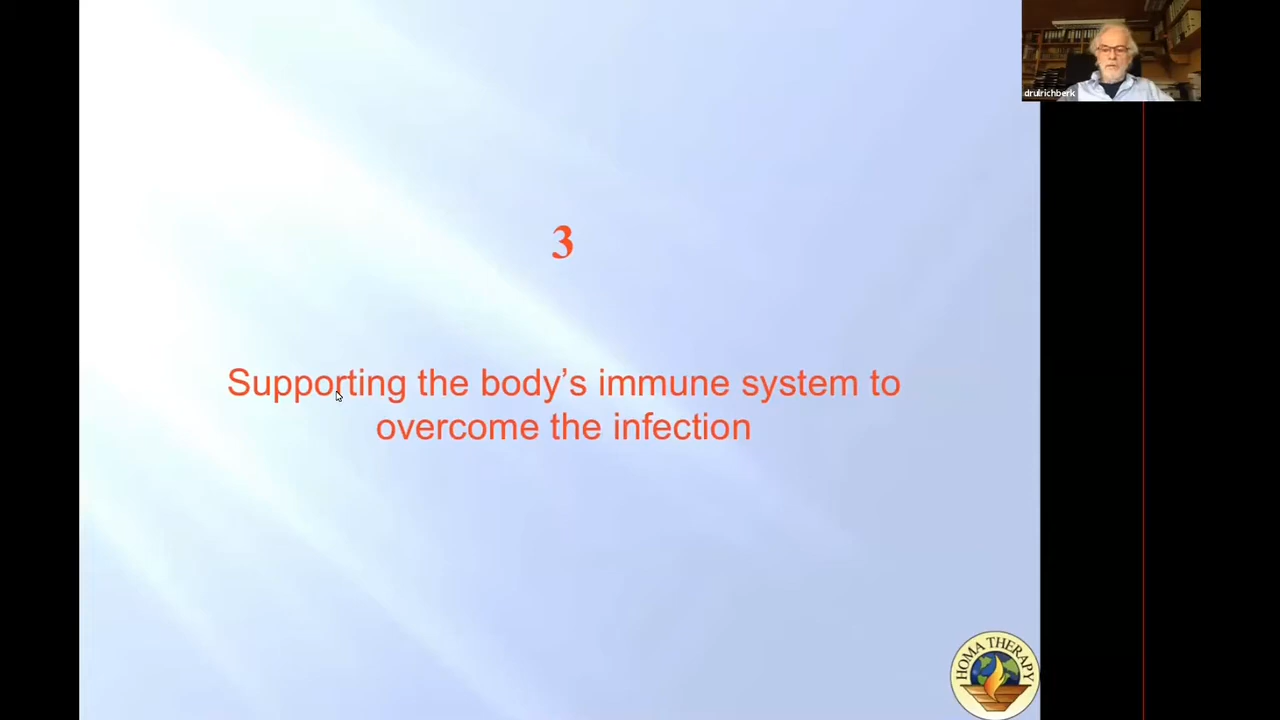 drulrichberk
3
Supporting the body’s immune system to
overcome the infection
HOMA THERAPY